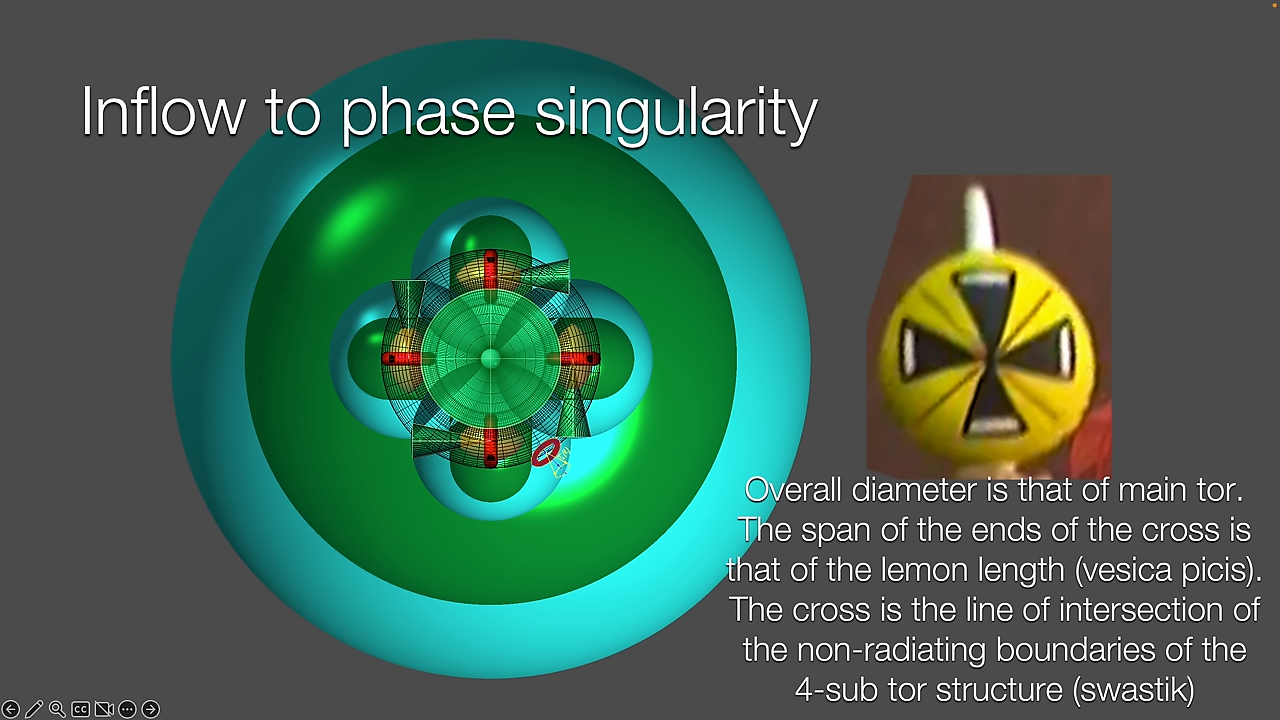 Inflow to phase singularity
Overall diameter is that of main tor.
The span of the ends of the cross is
that of the lemon length (vesica picis).
The cross is the line of intersection of
the non-radiating boundaries of the
4-sub tor structure (swastik)
CC